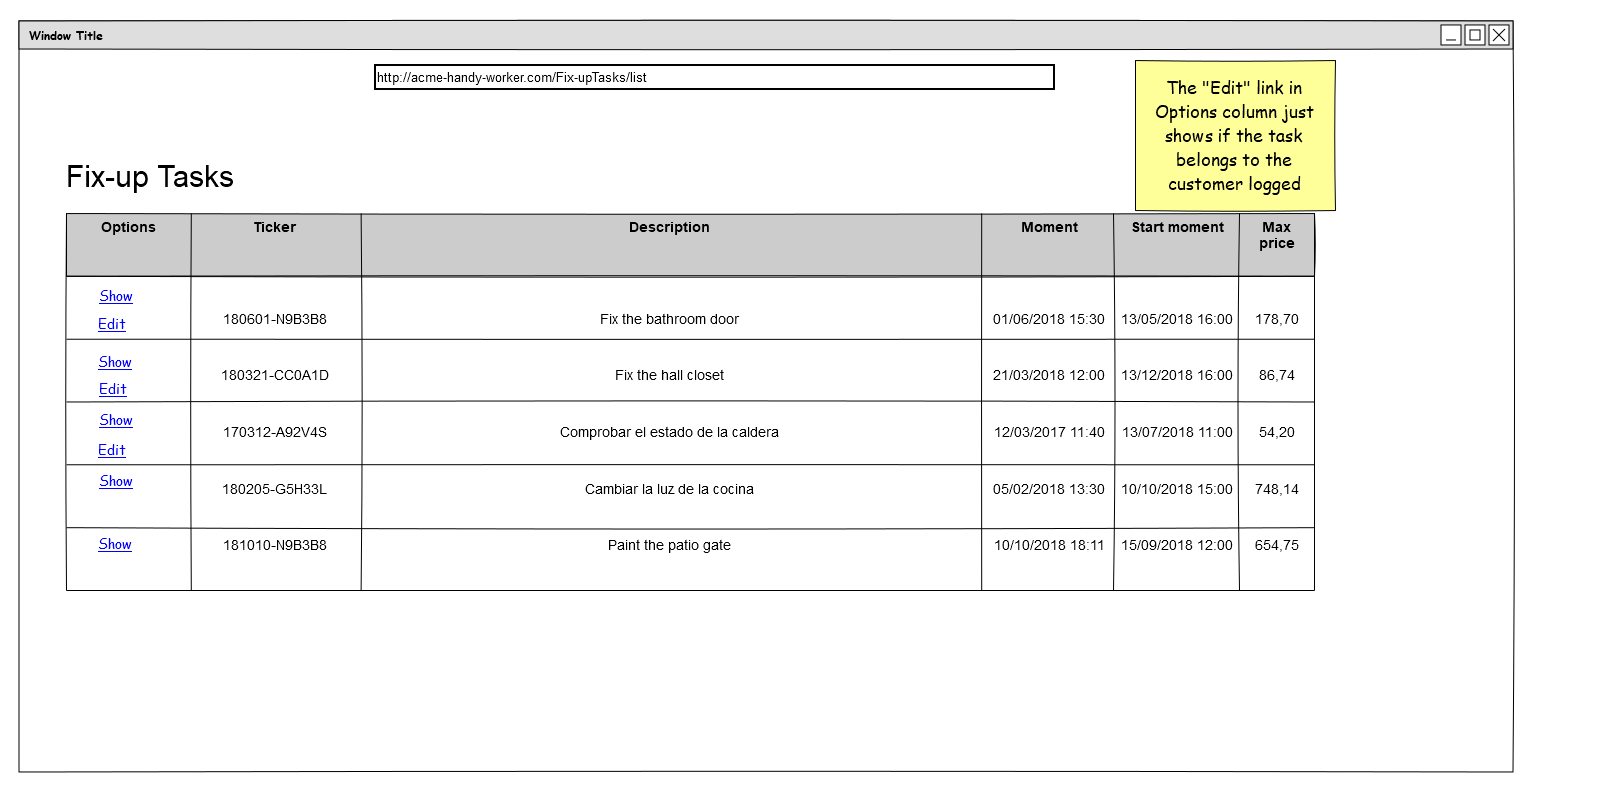 Window Title
http://acme-handy-worker.com/Fix-upTasks/list
The "Edit" link in
Options column just
shows if the task
belongs to the
customer logged
Fix-up Tasks
Options Ticker Description Moment Start moment Max
price
Show
Edit 180601-N9B3B8 Fix the bathroom door 01/06/2018 15:30 13/05/2018 16:00 178,70
Show
180321-CC0A1D Fix the hall closet 21/03/2018 12:00 13/12/2018 16:00 86,74
Edit
Show
170312-A92V4S Comprobar el estado de la caldera 12/03/2017 11:40 13/07/2018 11:00 54,20
Edit
Show 180205-G5H33L Cambiar la luz de la cocina 05/02/2018 13:30 10/10/2018 15:00 748,14
Show 181010-N9B3B8 Paint the patio gate 10/10/2018 18:11 15/09/2018 12:00 654,75